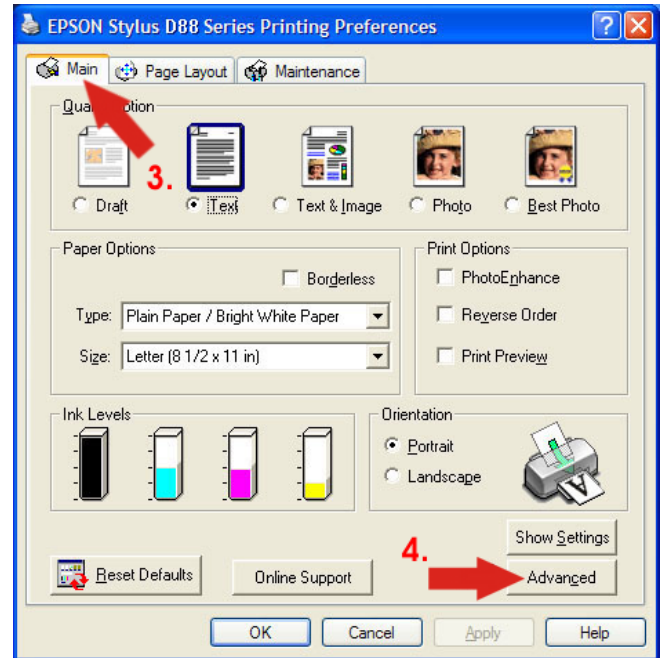 EPSON Stylus D88 Series Printing Preferences
Main Page Layout Maintenance
3.
Draft Text Text & Image Photo Best Photo
Paper Options
Borderless
Type: Plain Paper / Bright White Paper
Size: Letter (8 1/2 x 11 in)
Print Options
PhotoEnhance
Reverse Order
Print Preview
Ink Levels
Orientation
Portrait
Landscape
A
Show Settings
4.
Reset Defaults Online Support Advanced
OK Cancel Apply Help